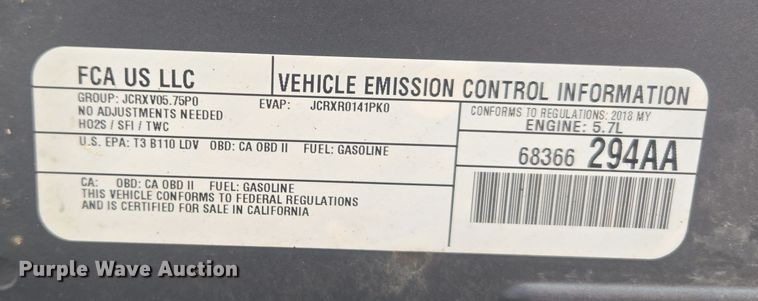 FCA US LLC
VEHICLE EMISSION CONTROL INFORMATION
GROUP: JCRXV05.75P0
EVAP: JCRXR0141PK0
CONFORMS TO REGULATIONS: 2018 MY
NO ADJUSTMENTS NEEDED
HO2S / SFI / TWC
ENGINE: 5.7L
U.S. EPA: T3 B110 LDV OBD: CA OBD II FUEL: GASOLINE
68366 294AA
CA: OBD: CA OBD II FUEL: GASOLINE
THIS VEHICLE CONFORMS TO FEDERAL REGULATIONS
AND IS CERTIFIED FOR SALE IN CALIFORNIA
Purple Wave Auction